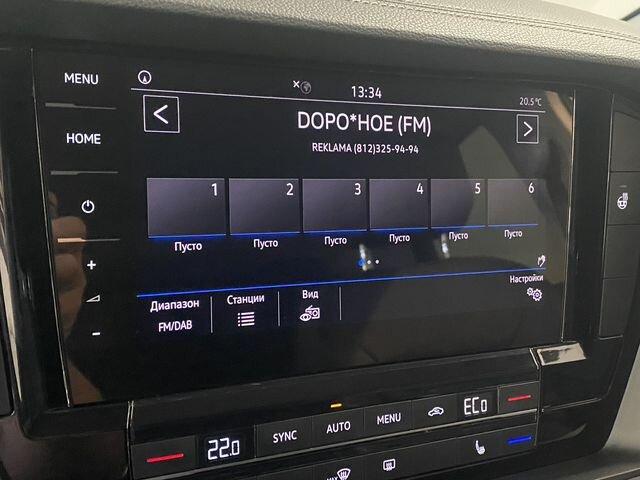 MENU
13:34
20.5°C
DOPO*HOE (FM)
HOME
REKLAMA (812)325-94-94
1 2 3 4 5 6
Пусто Пусто Пусто Пусто Пусто Пусто
+
-
Диапазон Станции Вид Настройки
FM/DAB
22.0 SYNC AUTO MENU ECo
MAX